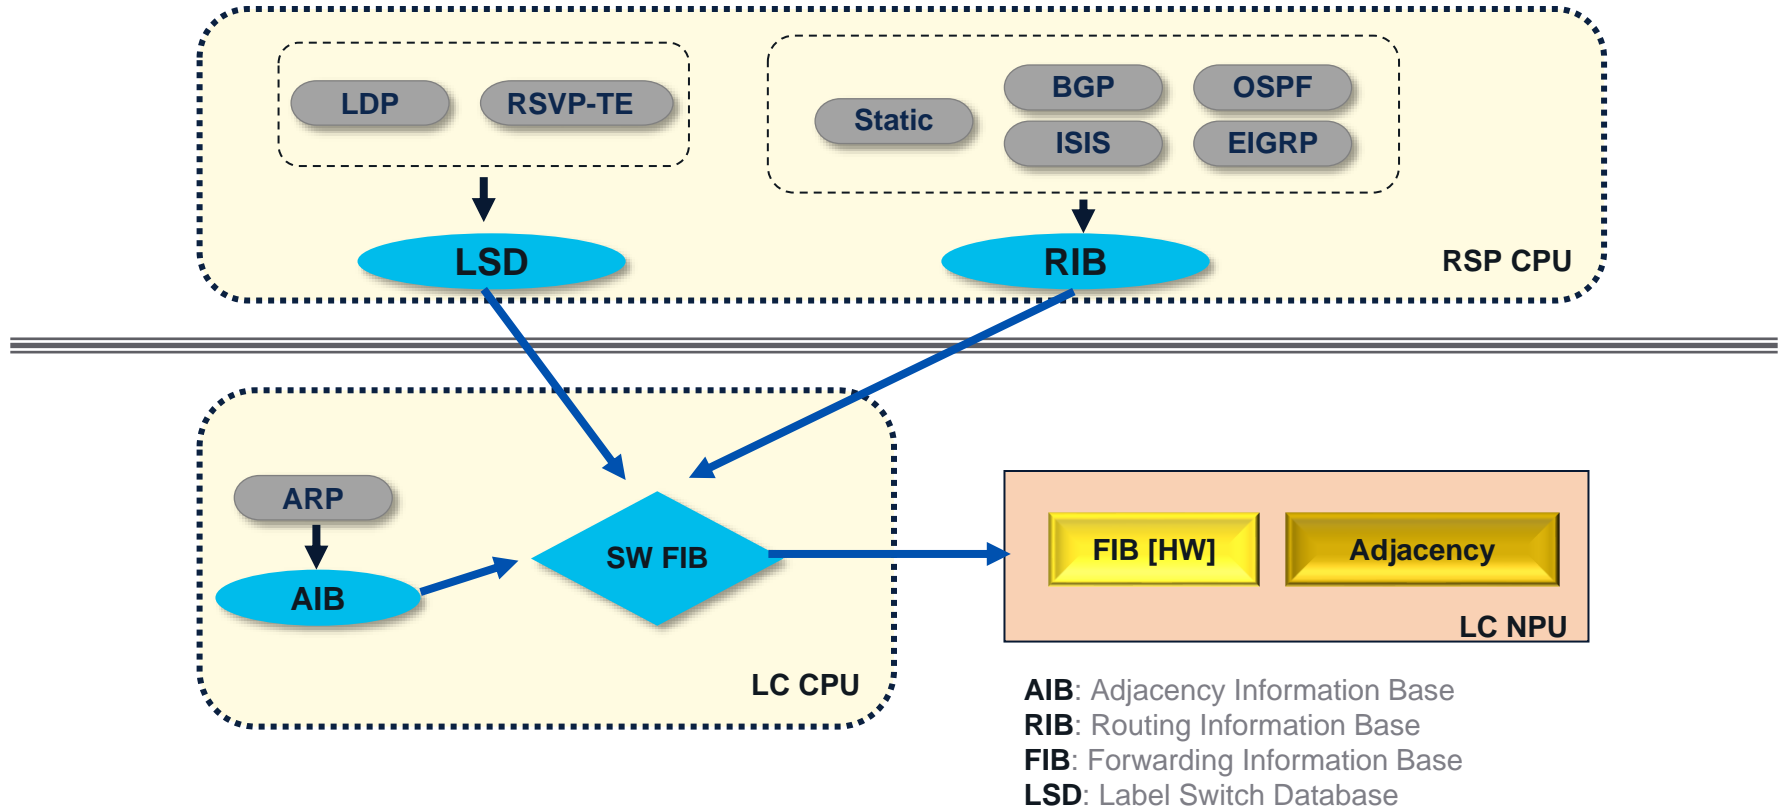 LDP
RSVP-TE
Static
BGP
OSPF
ISIS
EIGRP
LSD
RIB
RSP CPU
ARP
AIB
SW FIB
LC CPU
FIB [HW]
Adjacency
LC NPU
AIB: Adjacency Information Base
RIB: Routing Information Base
FIB: Forwarding Information Base
LSD: Label Switch Database